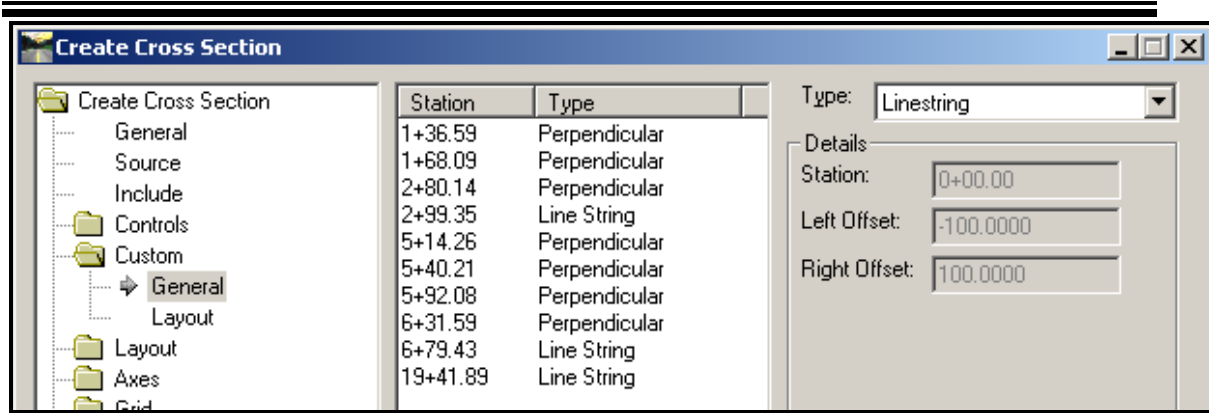 Create Cross Section
Create Cross Section
General
Source
Include
Controls
Custom
General
Layout
Layout
Axes
Grid
Station Type
1+36.59 Perpendicular
1+68.09 Perpendicular
2+80.14 Perpendicular
2+99.35 Line String
5+14.26 Perpendicular
5+40.21 Perpendicular
5+92.08 Perpendicular
6+31.59 Perpendicular
6+79.43 Line String
19+41.89 Line String
Type: Linestring
Details
Station: 0+00.00
Left Offset: -100.0000
Right Offset: 100.0000